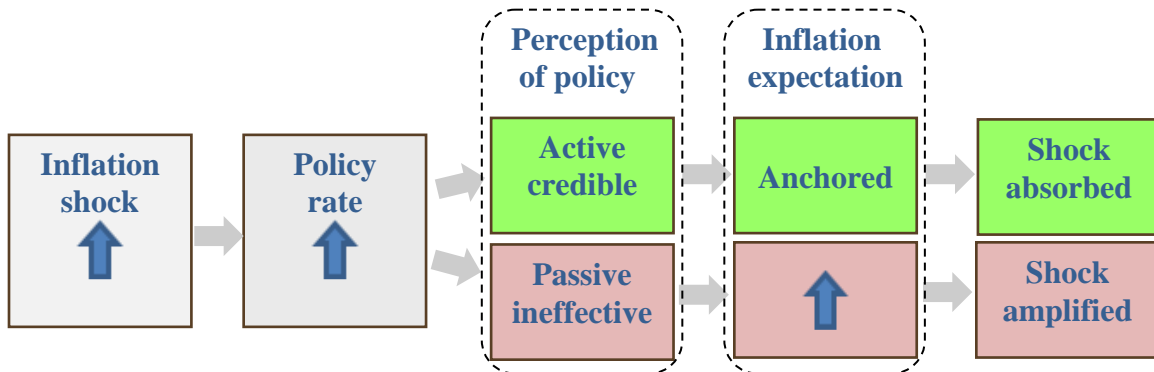 Perception
of policy
Inflation
expectation
Inflation
shock
Policy
rate
Active
credible
Anchored
Shock
absorbed
Passive
ineffective
Shock
amplified